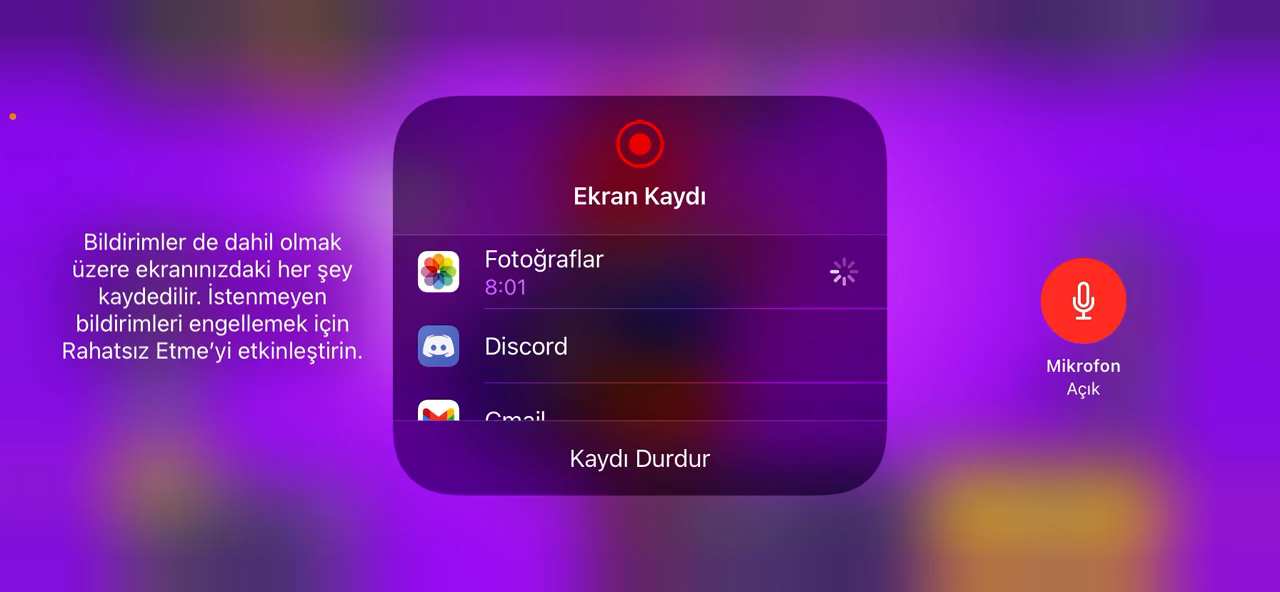 Bildirimler de dahil olmak
üzere ekranınızdaki her şey
kaydedilir. İstenmeyen
bildirimleri engellemek için
Rahatsız Etme’yi etkinleştirin.
Ekran Kaydı
Fotoğraflar
8:01
Discord
Gmail
Kaydı Durdur
Mikrofon
Açık